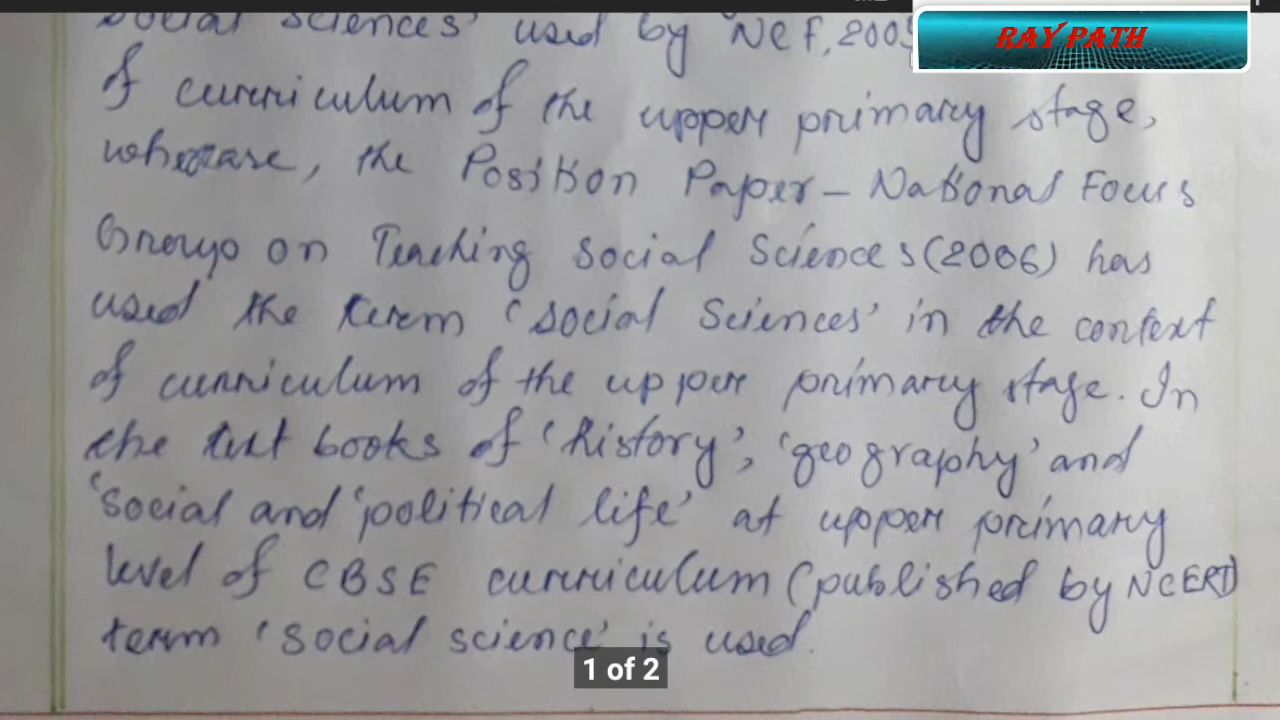 social sciences' used by NCF, 2005
RAY PATH
of curriculum of the upper primary stage,
wherease, the Position Paper - National Focus
Group on Teaching Social Sciences (2006) has
used the term 'social Sciences' in the context
of curriculum of the upper primary stage. In
the text books of 'history', 'geography' and
'social and 'political life' at upper primary
level of CBSE curriculum (published by NCERT)
term 'social science' is used.
1 of 2